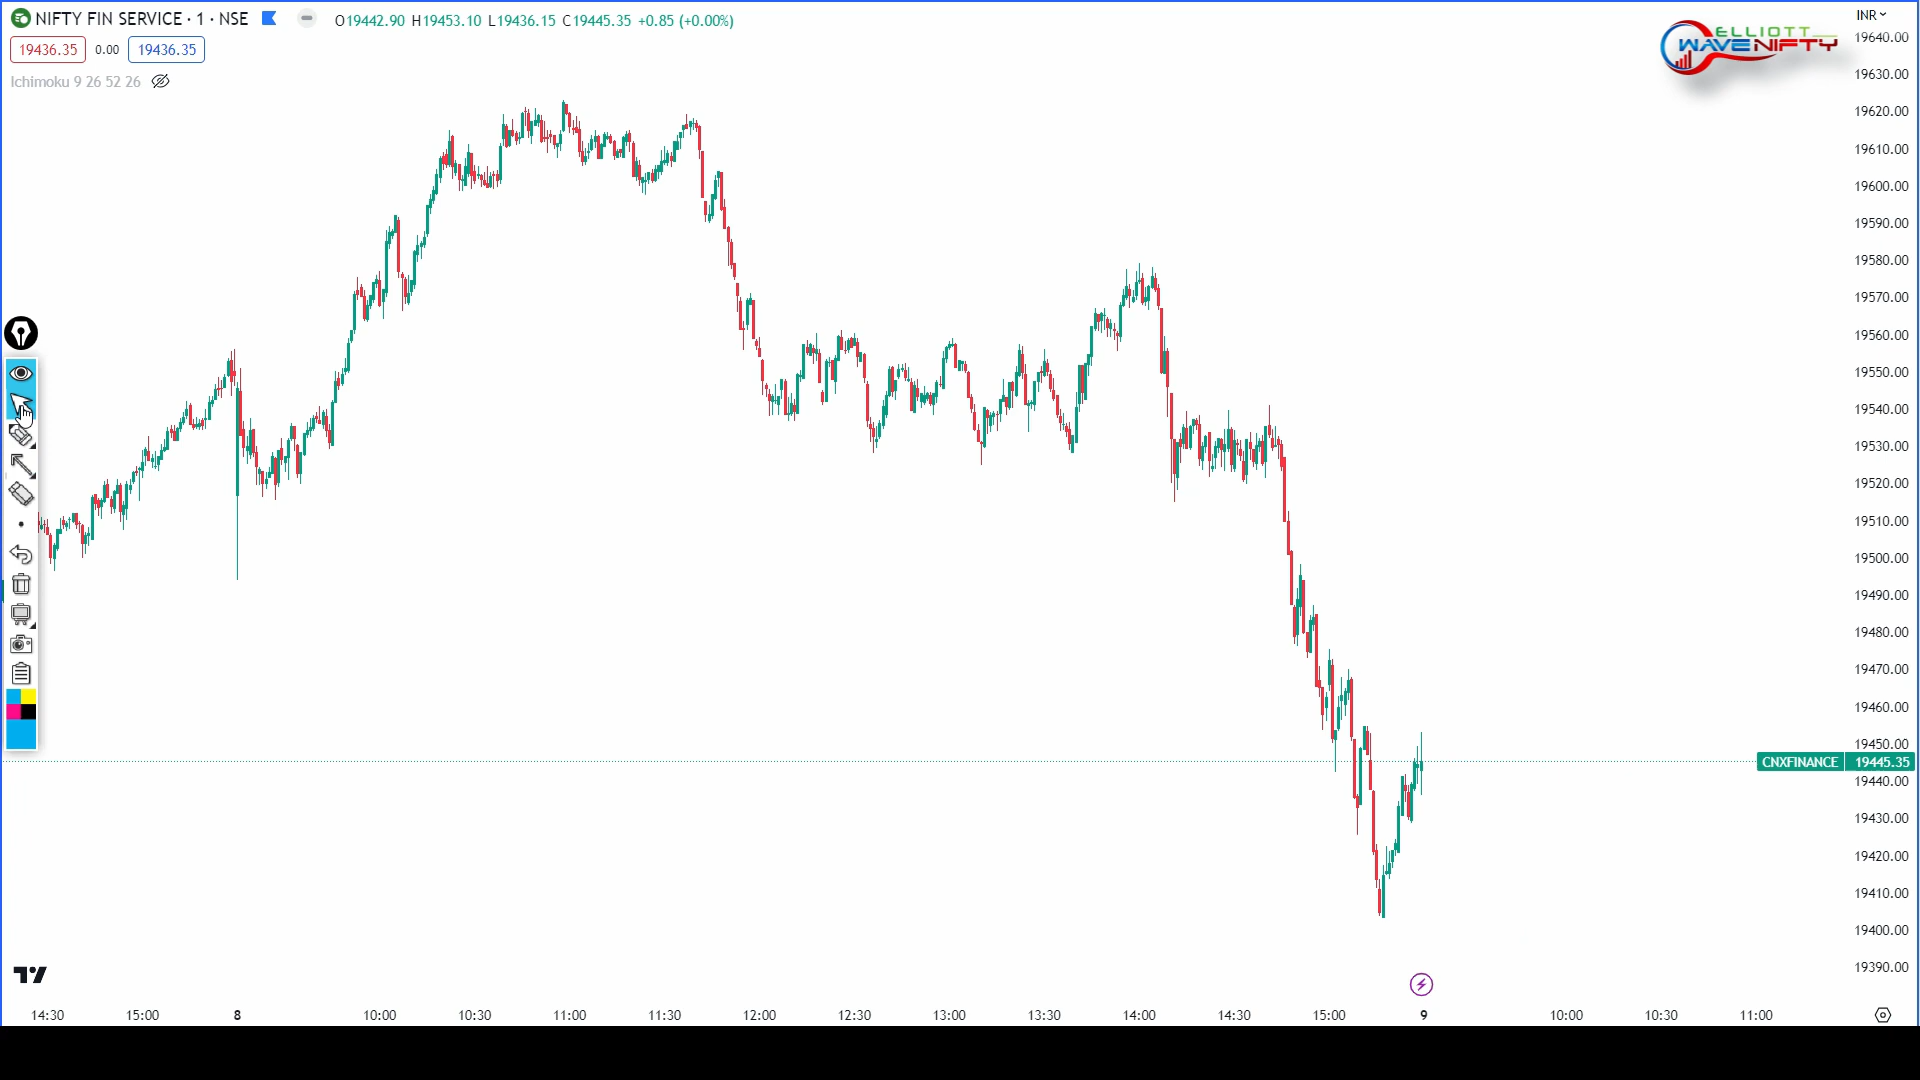 NIFTY FIN SERVICE · 1 · NSE
O19442.90 H19453.10 L19436.15 C19445.35 +0.85 (+0.00%)
19436.35 0.00 19436.35
Ichimoku 9 26 52 26
ELLIOTT
WAVE NIFTY
INR
19640.00
19630.00
19620.00
19610.00
19600.00
19590.00
19580.00
19570.00
19560.00
19550.00
19540.00
19530.00
19520.00
19510.00
19500.00
19490.00
19480.00
19470.00
19460.00
19450.00
CNXFINANCE 19445.35
19440.00
19430.00
19420.00
19410.00
19400.00
19390.00
14:30 15:00 8 10:00 10:30 11:00 11:30 12:00 12:30 13:00 13:30 14:00 14:30 15:00 9 10:00 10:30 11:00